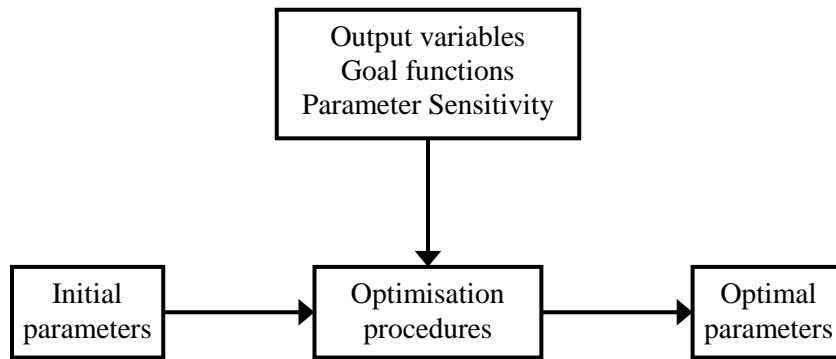 Output variables
Goal functions
Parameter Sensitivity
Initial
parameters
Optimisation
procedures
Optimal
parameters